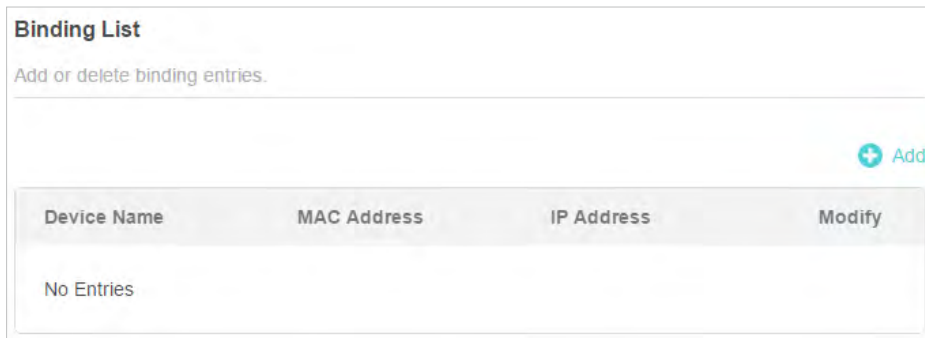 Binding List
Add or delete binding entries.
Add
Device Name MAC Address IP Address Modify
No Entries